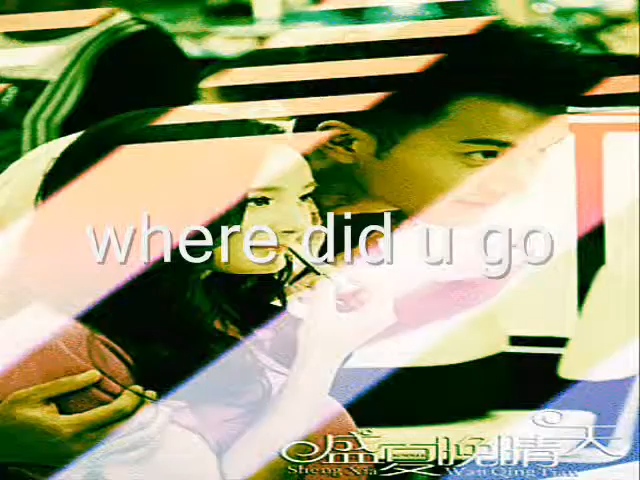 where did u go
盛夏晚晴天
Sheng Xia Wan Qing Tian